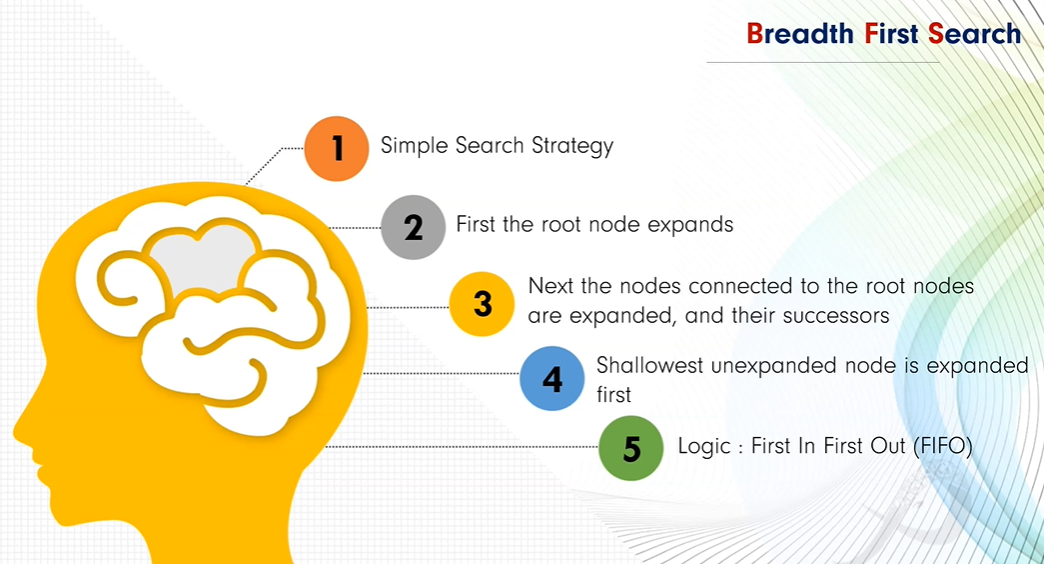 Breadth First Search
1
Simple Search Strategy
2
First the root node expands
3
Next the nodes connected to the root nodes
are expanded, and their successors
4
Shallowest unexpanded node is expanded
first
5
Logic : First In First Out (FIFO)